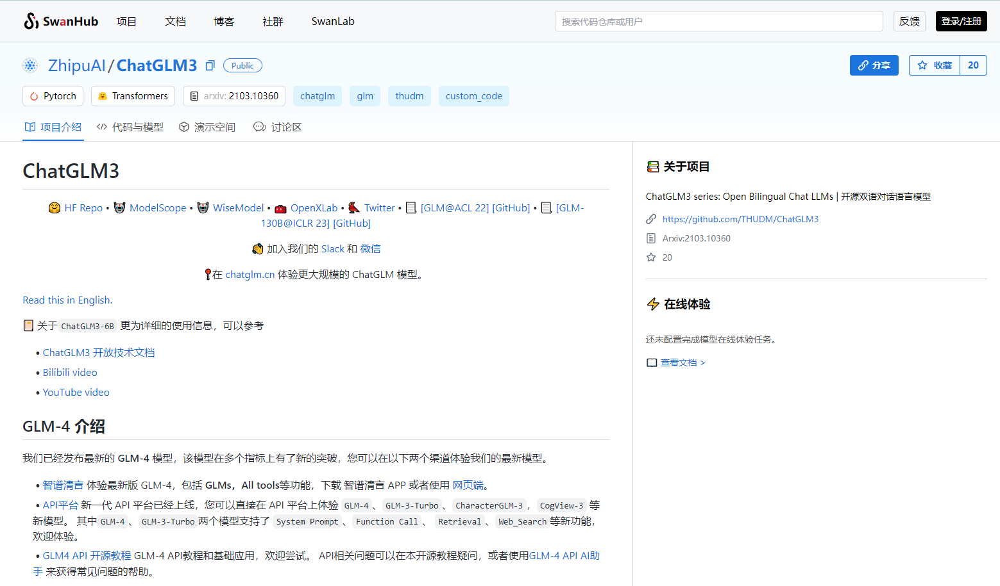 SwanHub 项目 文档 博客 社群 SwanLab 搜索代码仓库或用户 反馈 登录/注册
ZhipuAI/ChatGLM3 Public 分享 收藏 20
Pytorch Transformers arxiv: 2103.10360 chatglm glm thudm custom_code
项目介绍 代码与模型 演示空间 讨论区
ChatGLM3
🤗 HF Repo • 🤖 ModelScope • 🤖 WiseModel • 🧰 OpenXLab • 🐦 Twitter • 📃 [GLM@ACL 22] [GitHub] • 📃 [GLM-
130B@ICLR 23] [GitHub]
👋 加入我们的 Slack 和 微信
📍在 chatglm.cn 体验更大规模的 ChatGLM 模型。
Read this in English.
📔 关于 ChatGLM3-6B 更为详细的使用信息，可以参考
• ChatGLM3 开放技术文档
• Bilibili video
• YouTube video
GLM-4 介绍
我们已经发布最新的 GLM-4 模型，该模型在多个指标上有了新的突破，您可以在以下两个渠道体验我们的最新模型。
• 智谱清言 体验最新版 GLM-4，包括 GLMs，All tools等功能，下载 智谱清言 APP 或者使用 网页端。
• API平台 新一代 API 平台已经上线，您可以直接在 API 平台上体验 GLM-4 、 GLM-3-Turbo 、 CharacterGLM-3 ， CogView-3 等
新模型。 其中 GLM-4 、 GLM-3-Turbo 两个模型支持了 System Prompt 、 Function Call 、 Retrieval 、 Web_Search 等新功能，
欢迎体验。
• GLM4 API 开源教程 GLM-4 API教程和基础应用，欢迎尝试。 API相关问题可以在本开源教程疑问，或者使用GLM-4 API AI助
手 来获得常见问题的帮助。
📚 关于项目
ChatGLM3 series: Open Bilingual Chat LLMs | 开源双语对话语言模型
https://github.com/THUDM/ChatGLM3
Arxiv:2103.10360
20
⚡ 在线体验
还未配置完成模型在线体验任务。
📖 查看文档 >